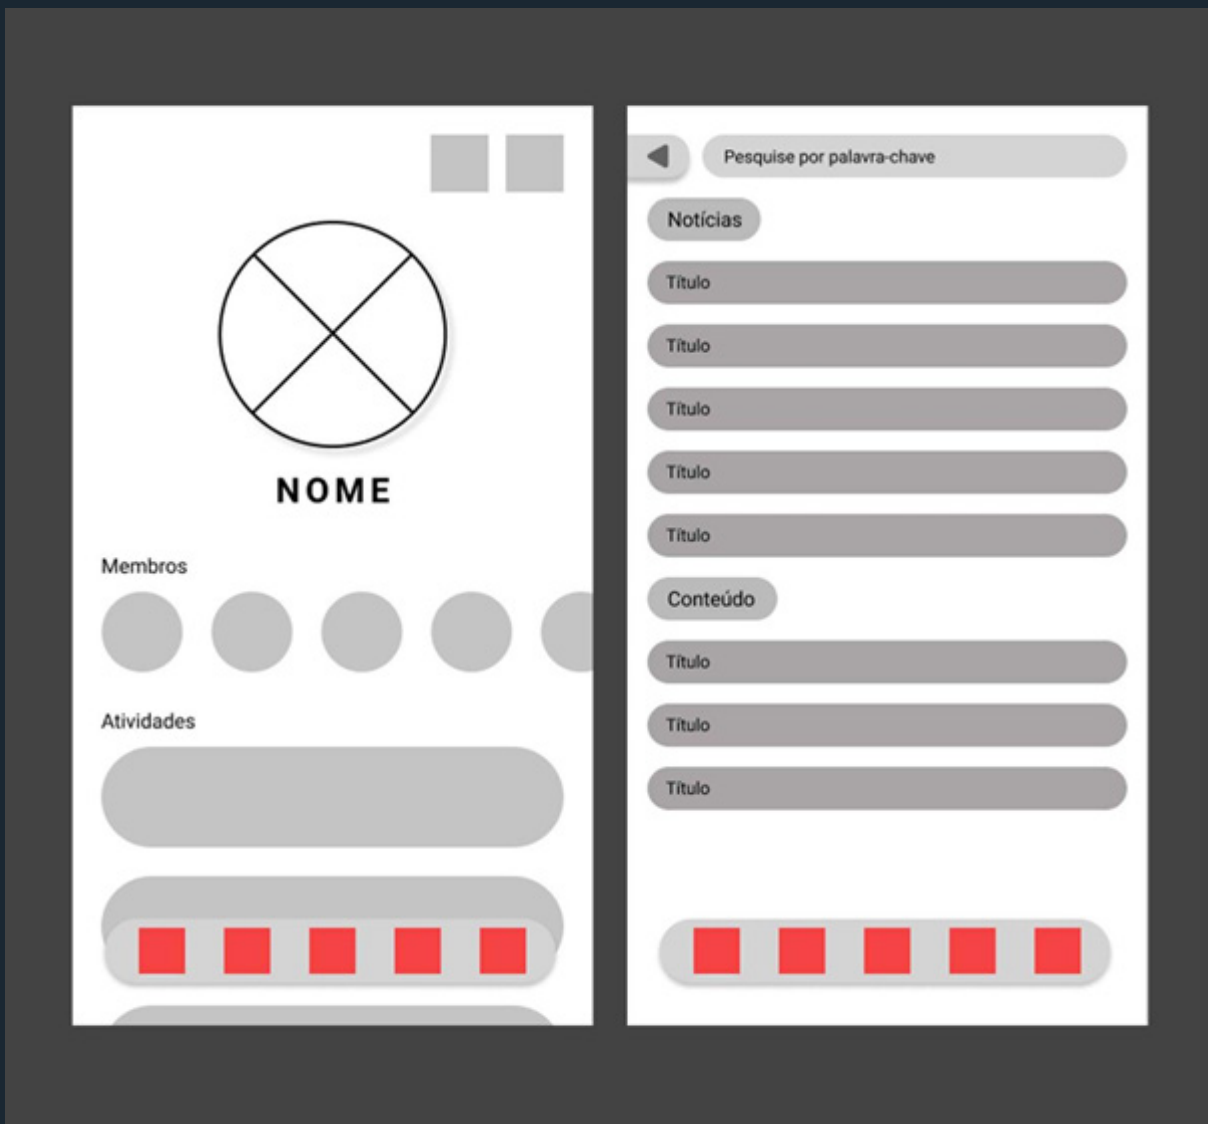 NOME
Membros
Atividades
Pesquise por palavra-chave
Notícias
Título
Título
Título
Título
Título
Conteúdo
Título
Título
Título